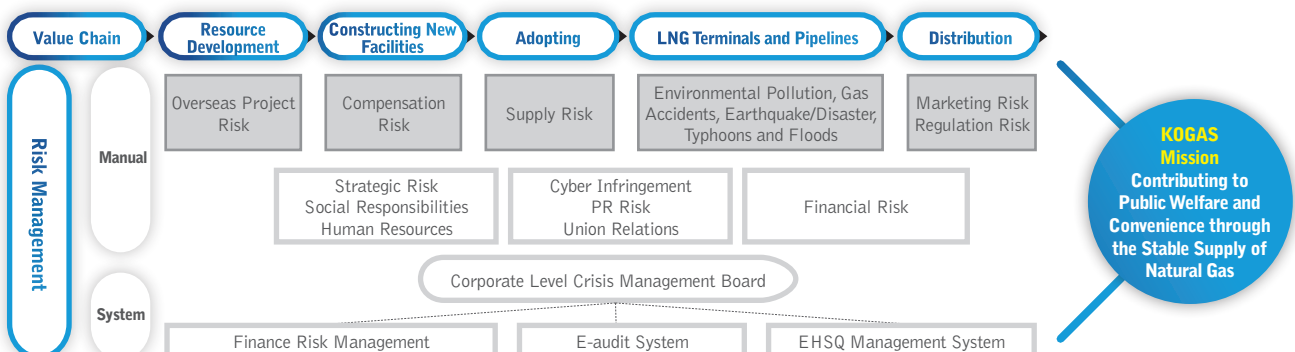 Value Chain
Resource
Development
Constructing New
Facilities
Adopting
LNG Terminals and Pipelines
Distribution
Risk Management
Manual
Overseas Project
Risk
Compensation
Risk
Supply Risk
Environmental Pollution, Gas
Accidents, Earthquake/Disaster,
Typhoons and Floods
Marketing Risk
Regulation Risk
Strategic Risk
Social Responsibilities
Human Resources
Cyber Infringement
PR Risk
Union Relations
Financial Risk
System
Corporate Level Crisis Management Board
Finance Risk Management
E-audit System
EHSQ Management System
KOGAS
Mission
Contributing to
Public Welfare and
Convenience through
the Stable Supply of
Natural Gas